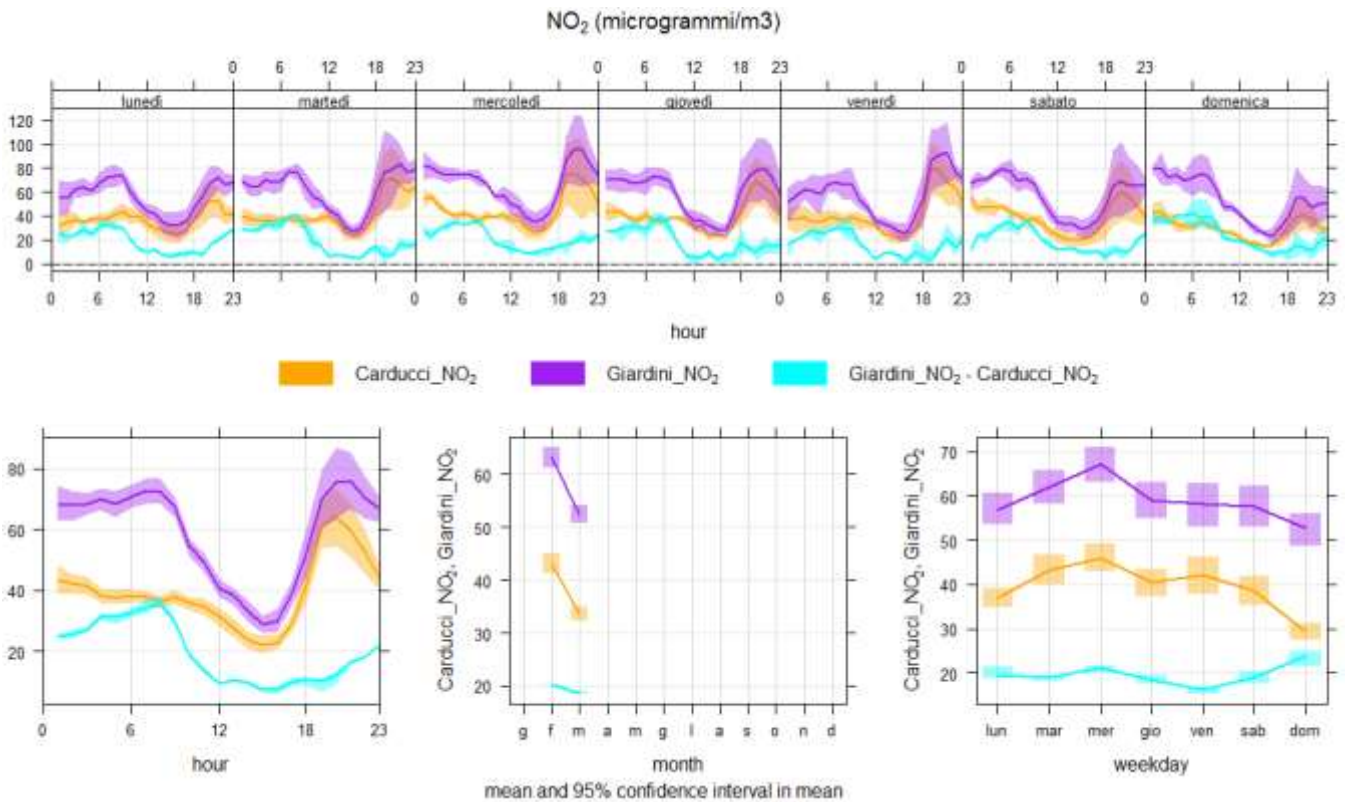 NO2 (microgrammi/m3)
0 6 12 18 23 0 6 12 18 23 0 6 12 18 23
lunedì martedì mercoledì giovedì venerdì sabato domenica
120
100
80
60
40
20
0
0 6 12 18 23 0 6 12 18 23 0 6 12 18 23 0 6 12 18 23
hour
Carducci_NO2 Giardini_NO2 Giardini_NO2 - Carducci_NO2
80
60
40
20
0 6 12 18 23
hour
Carducci_NO2, Giardini_NO2
60
50
40
30
20
g f m a m g l a s o n d
month
Carducci_NO2, Giardini_NO2
70
60
50
40
30
20
lun mar mer gio ven sab dom
weekday
mean and 95% confidence interval in mean